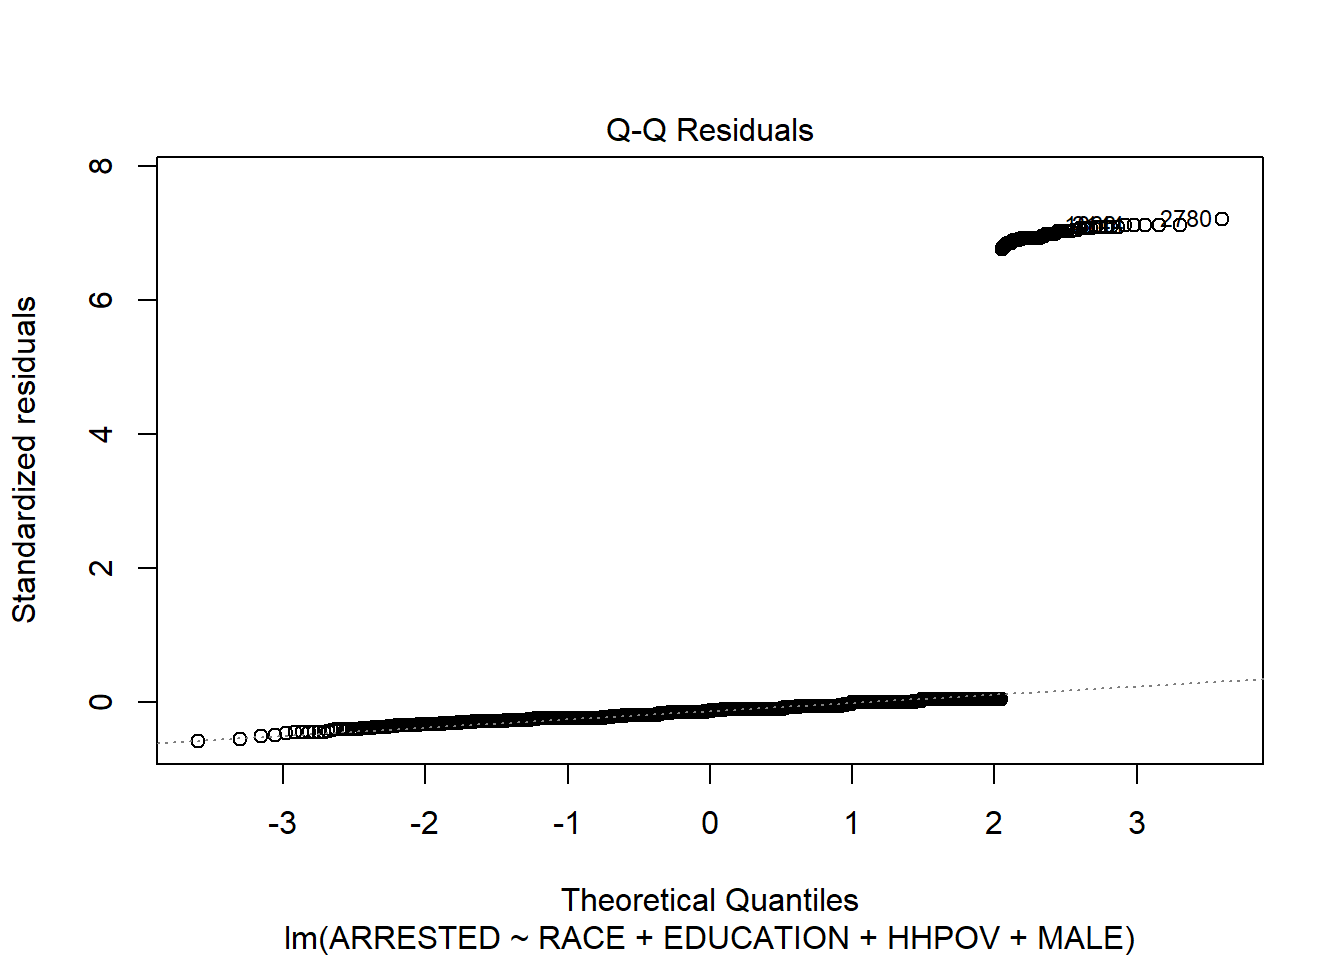 Q-Q Residuals
Standardized residuals
8
6
4
2
0
2780
-3 -2 -1 0 1 2 3
Theoretical Quantiles
lm(ARRESTED ~ RACE + EDUCATION + HHPOV + MALE)